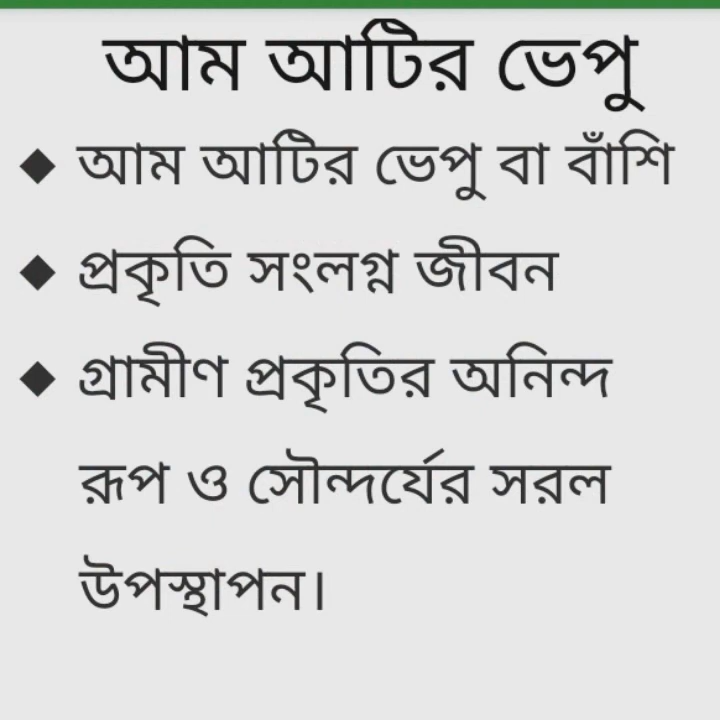 আম আটির ভেপু
◆ আম আটির ভেপু বা বাঁশি
◆ প্রকৃতি সংলগ্ন জীবন
◆ গ্রামীণ প্রকৃতির অনিন্দ
রূপ ও সৌন্দর্যের সরল
উপস্থাপন।